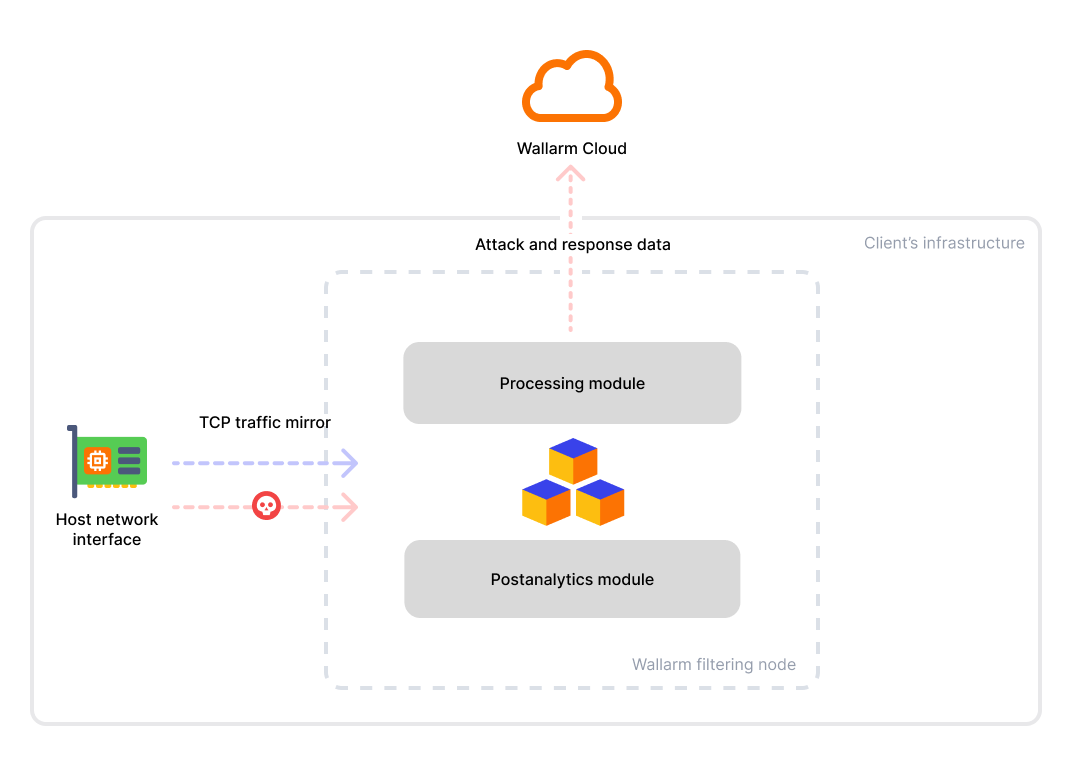 Wallarm Cloud
Attack and response data
Client’s infrastructure
Processing module
TCP traffic mirror
Host network
interface
Postanalytics module
Wallarm filtering node